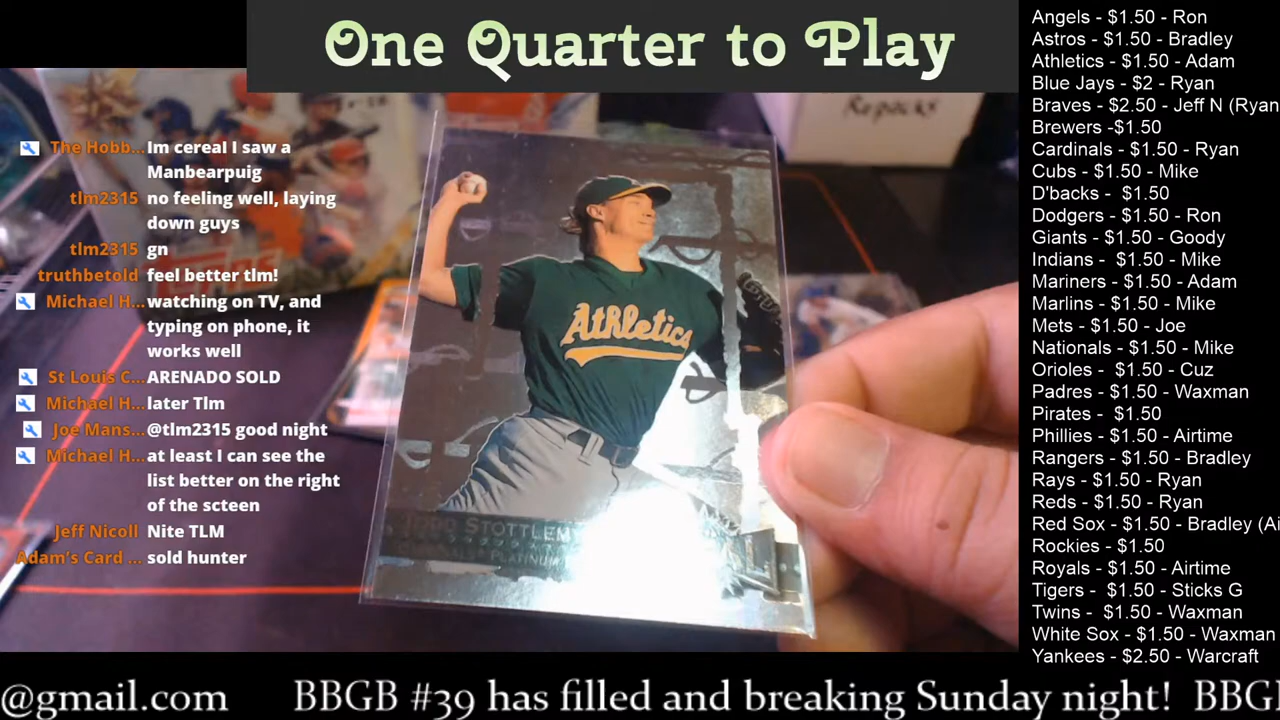 One Quarter to Play
Repacks
The Hobb... Im cereal I saw a
Manbearpuig
tlm2315 no feeling well, laying
down guys
tlm2315 gn
truthbetold feel better tlm!
Michael H... watching on TV, and
typing on phone, it
works well
St Louis C... ARENADO SOLD
Michael H... later Tlm
Joe Mans... @tlm2315 good night
Michael H... at least I can see the
list better on the right
of the scteen
Jeff Nicoll Nite TLM
Adam's Card ... sold hunter
Athletics
Todd Stottlem
PLATINUM
Angels - $1.50 - Ron
Astros - $1.50 - Bradley
Athletics - $1.50 - Adam
Blue Jays - $2 - Ryan
Braves - $2.50 - Jeff N (Ryan
Brewers -$1.50
Cardinals - $1.50 - Ryan
Cubs - $1.50 - Mike
D'backs - $1.50
Dodgers - $1.50 - Ron
Giants - $1.50 - Goody
Indians - $1.50 - Mike
Mariners - $1.50 - Adam
Marlins - $1.50 - Mike
Mets - $1.50 - Joe
Nationals - $1.50 - Mike
Orioles - $1.50 - Cuz
Padres - $1.50 - Waxman
Pirates - $1.50
Phillies - $1.50 - Airtime
Rangers - $1.50 - Bradley
Rays - $1.50 - Ryan
Reds - $1.50 - Ryan
Red Sox - $1.50 - Bradley (Ai
Rockies - $1.50
Royals - $1.50 - Airtime
Tigers - $1.50 - Sticks G
Twins - $1.50 - Waxman
White Sox - $1.50 - Waxman
Yankees - $2.50 - Warcraft
@gmail.com BBGB #39 has filled and breaking Sunday night! BBGB